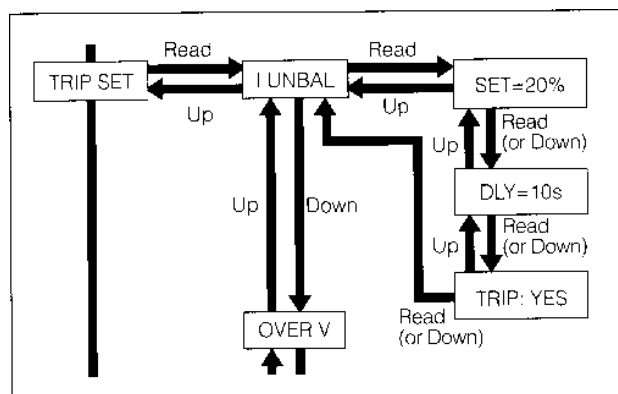 Read
Read
TRIP SET
I UNBAL
SET=20%
Up
Up
Up
Read
(or Down)
DLY=10s
Up
Down
Up
Read
(or Down)
TRIP: YES
Read
(or Down)
OVER V